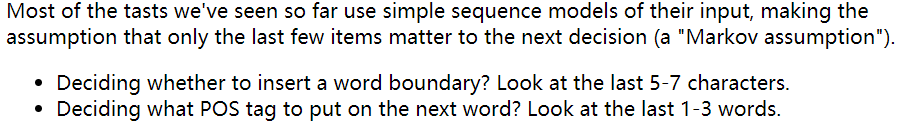 Most of the tasts we've seen so far use simple sequence models of their input, making the
assumption that only the last few items matter to the next decision (a "Markov assumption").
• Deciding whether to insert a word boundary? Look at the last 5-7 characters.
• Deciding what POS tag to put on the next word? Look at the last 1-3 words.